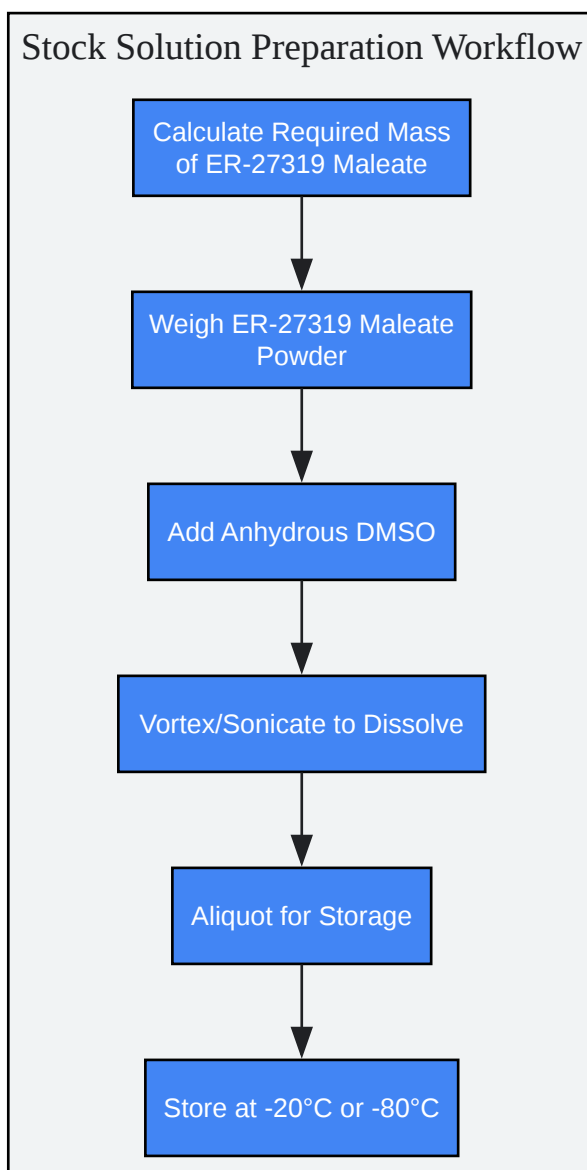 Stock Solution Preparation Workflow
Calculate Required Mass
of ER-27319 Maleate
Weigh ER-27319 Maleate
Powder
Add Anhydrous DMSO
Vortex/Sonicate to Dissolve
Aliquot for Storage
Store at -20°C or -80°C